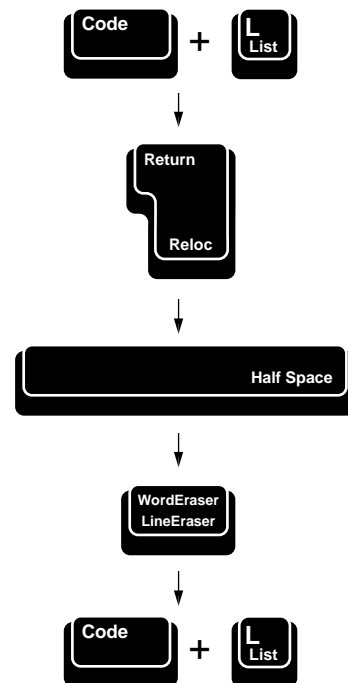 Code + L
List
Return
Reloc
Half Space
WordEraser
LineEraser
Code + L
List